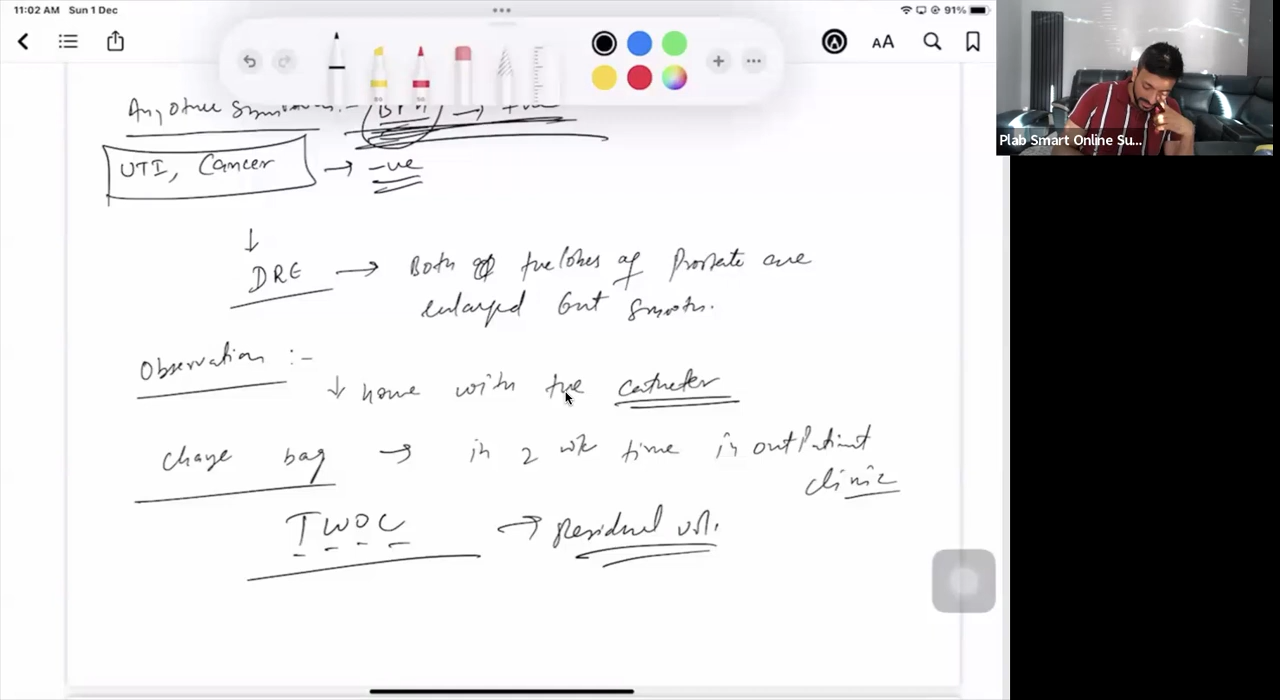 11:02 AM Sun 1 Dec
91%
AA
Any other
BPH → +ve
UTI, Cancer → -ve
↓
DRE → Both the lobes of Prostate are
enlarged but smooth.
Observation :-
↓ home with the catheter
change bag → in 2 wk time in outpatient
clinic
TWOC → Residual vol.
Plab Smart Online Su...